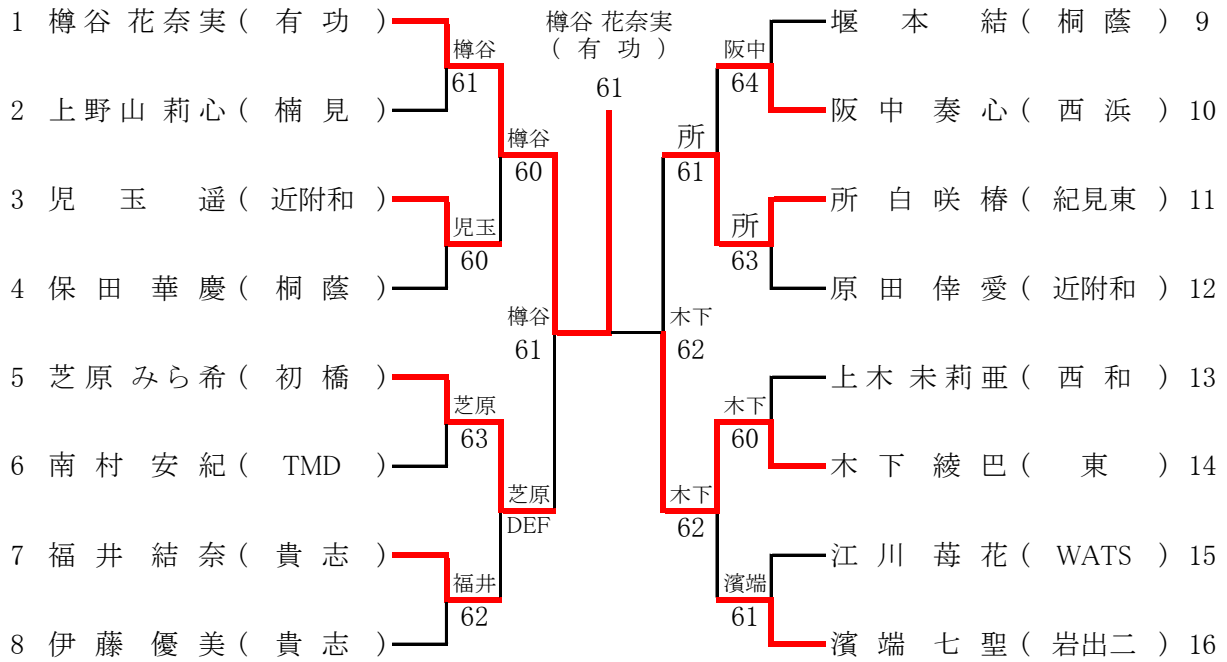 1 樽谷 花奈実 ( 有 功 )
樽谷
61
2 上野山 莉心 ( 楠 見 )
樽谷
60
3 児 玉 遥 ( 近附和 )
児玉
60
4 保 田 華 慶 ( 桐 蔭 )
樽谷
61
5 芝 原 みら希 ( 初 橋 )
芝原
63
6 南 村 安 紀 ( TMD )
芝原
DEF
7 福 井 結 奈 ( 貴 志 )
福井
62
8 伊 藤 優 美 ( 貴 志 )
樽谷 花奈実
( 有 功 )
61
堰 本 結 ( 桐 蔭 ) 9
阪中
64
阪 中 奏 心 ( 西 浜 ) 10
所
61
所 白 咲 椿 ( 紀見東 ) 11
所
63
原 田 倖 愛 ( 近附和 ) 12
木下
62
上 木 未莉亜 ( 西 和 ) 13
木下
60
木 下 綾 巴 ( 東 ) 14
木下
62
江 川 苺 花 ( WATS ) 15
濱端
61
濱 端 七 聖 ( 岩出二 ) 16